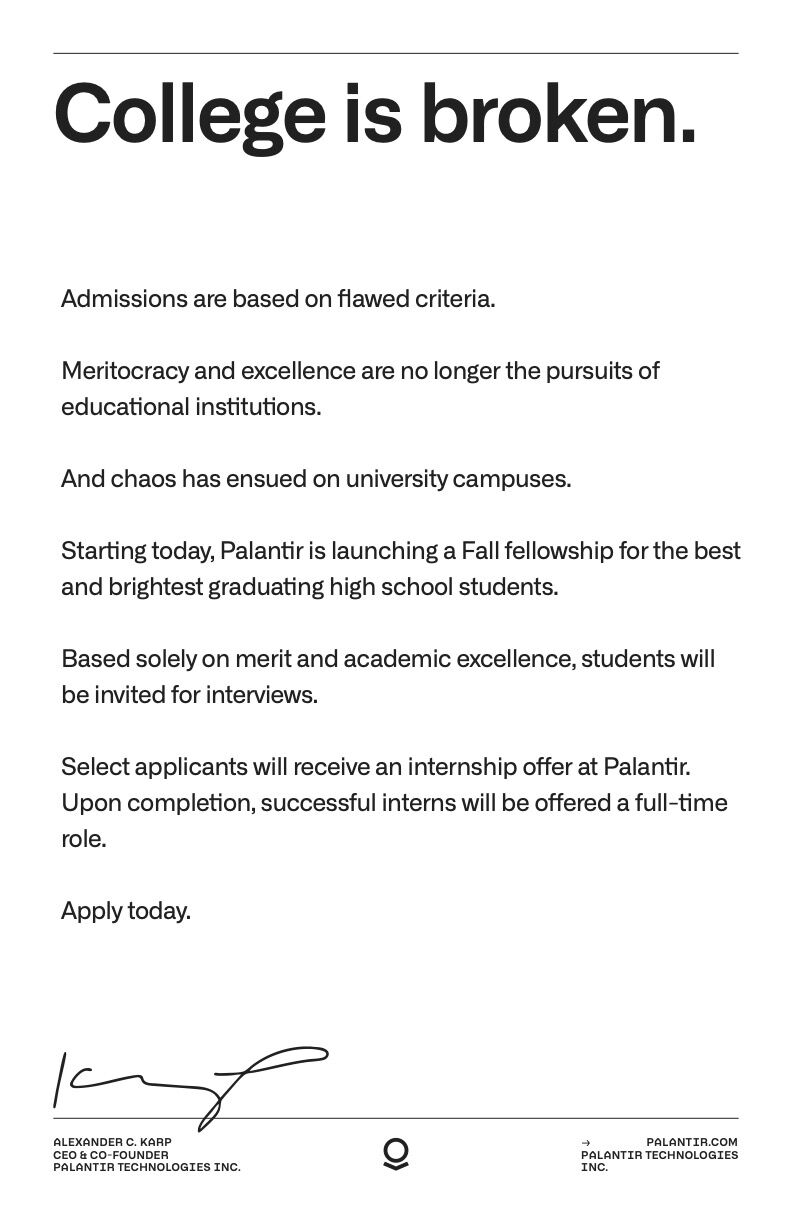 College is broken.
Admissions are based on flawed criteria.
Meritocracy and excellence are no longer the pursuits of
educational institutions.
And chaos has ensued on university campuses.
Starting today, Palantir is launching a Fall fellowship for the best
and brightest graduating high school students.
Based solely on merit and academic excellence, students will
be invited for interviews.
Select applicants will receive an internship offer at Palantir.
Upon completion, successful interns will be offered a full-time
role.
Apply today.
Karp
ALEXANDER C. KARP
CEO & CO-FOUNDER
PALANTIR TECHNOLOGIES INC.
→ PALANTIR.COM
PALANTIR TECHNOLOGIES
INC.